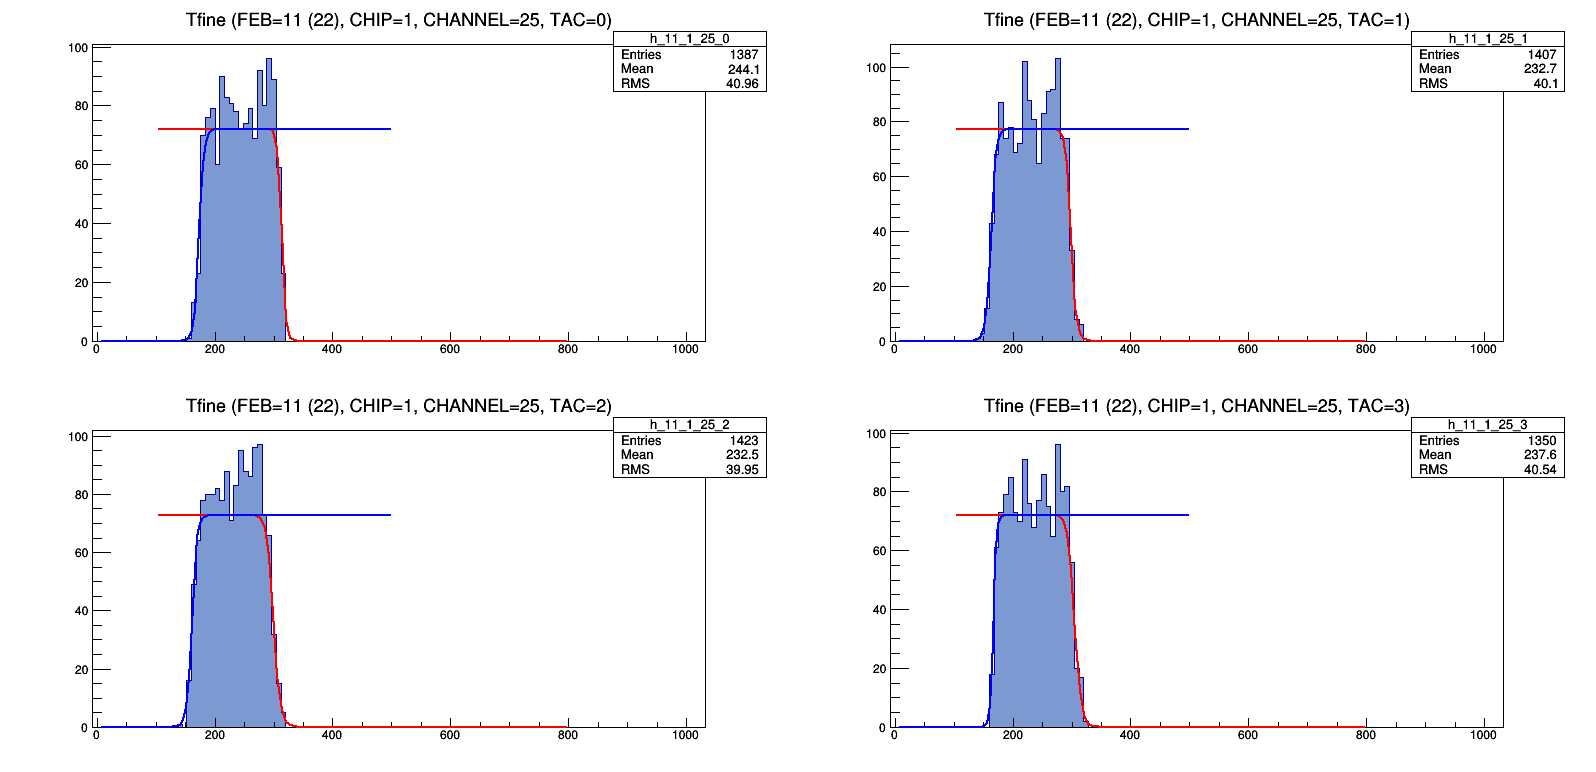 Tfine (FEB=11 (22), CHIP=1, CHANNEL=25, TAC=0)
h_11_1_25_0
Entries 1387
Mean 244.1
RMS 40.96
100
80
60
40
20
0
0 200 400 600 800 1000
Tfine (FEB=11 (22), CHIP=1, CHANNEL=25, TAC=1)
h_11_1_25_1
Entries 1407
Mean 232.7
RMS 40.1
100
80
60
40
20
0
0 200 400 600 800 1000
Tfine (FEB=11 (22), CHIP=1, CHANNEL=25, TAC=2)
h_11_1_25_2
Entries 1423
Mean 232.5
RMS 39.95
100
80
60
40
20
0
0 200 400 600 800 1000
Tfine (FEB=11 (22), CHIP=1, CHANNEL=25, TAC=3)
h_11_1_25_3
Entries 1350
Mean 237.6
RMS 40.54
100
80
60
40
20
0
0 200 400 600 800 1000